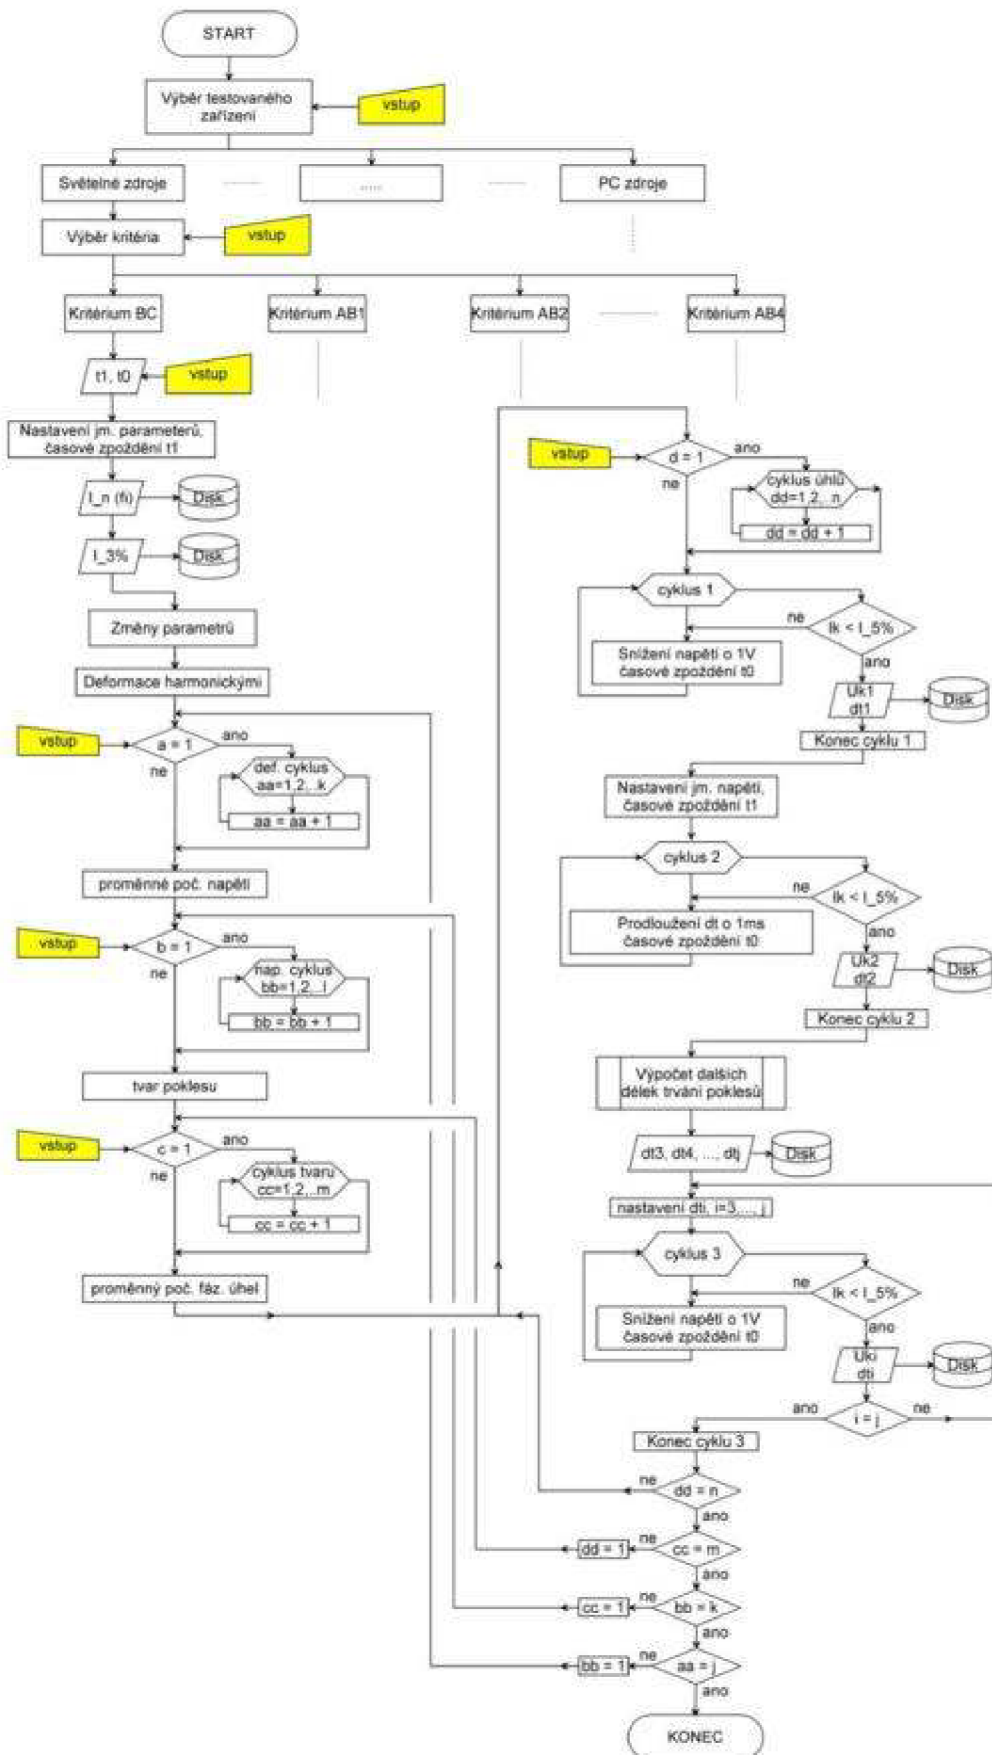 START
Výběr testovaného
zařízení
vstup
Světelné zdroje
.....
PC zdroje
Výběr kritéria
vstup
Kritérium BC
Kritérium AB1
Kritérium AB2
Kritérium AB4
t1, t0
vstup
Nastavení jm. parameterů,
časové zpoždění t1
I_n (fi)
Disk
I_3%
Disk
Změny parametrů
Deformace harmonickými
vstup
a = 1
ano
ne
def. cyklus
aa=1,2,..k
aa = aa + 1
proměnné poč. napětí
vstup
b = 1
ano
ne
nap. cyklus
bb=1,2,..l
bb = bb + 1
tvar poklesu
vstup
c = 1
ano
ne
cyklus tvaru
cc=1,2,..m
cc = cc + 1
proměnný poč. fáz. úhel
vstup
d = 1
ano
ne
cyklus úhlů
dd=1,2,..n
dd = dd + 1
cyklus 1
ne
Ik < I_5%
Snížení napětí o 1V
časové zpoždění t0
ano
Uk1
dt1
Disk
Konec cyklu 1
Nastavení jm. napětí,
časové zpoždění t1
cyklus 2
ne
Ik < I_5%
Prodloužení dt o 1ms
časové zpoždění t0
ano
Uk2
dt2
Disk
Konec cyklu 2
Výpočet dalších
délek trvání poklesů
dt3, dt4, ..., dtj
Disk
nastavení dti, i=3,..., j
cyklus 3
ne
Ik < I_5%
Snížení napětí o 1V
časové zpoždění t0
ano
Uki
dti
Disk
ano
i = j
ne
Konec cyklu 3
ne
dd = n
ano
dd = 1
ne
cc = m
ano
cc = 1
ne
bb = k
ano
bb = 1
ne
aa = j
ano
KONEC